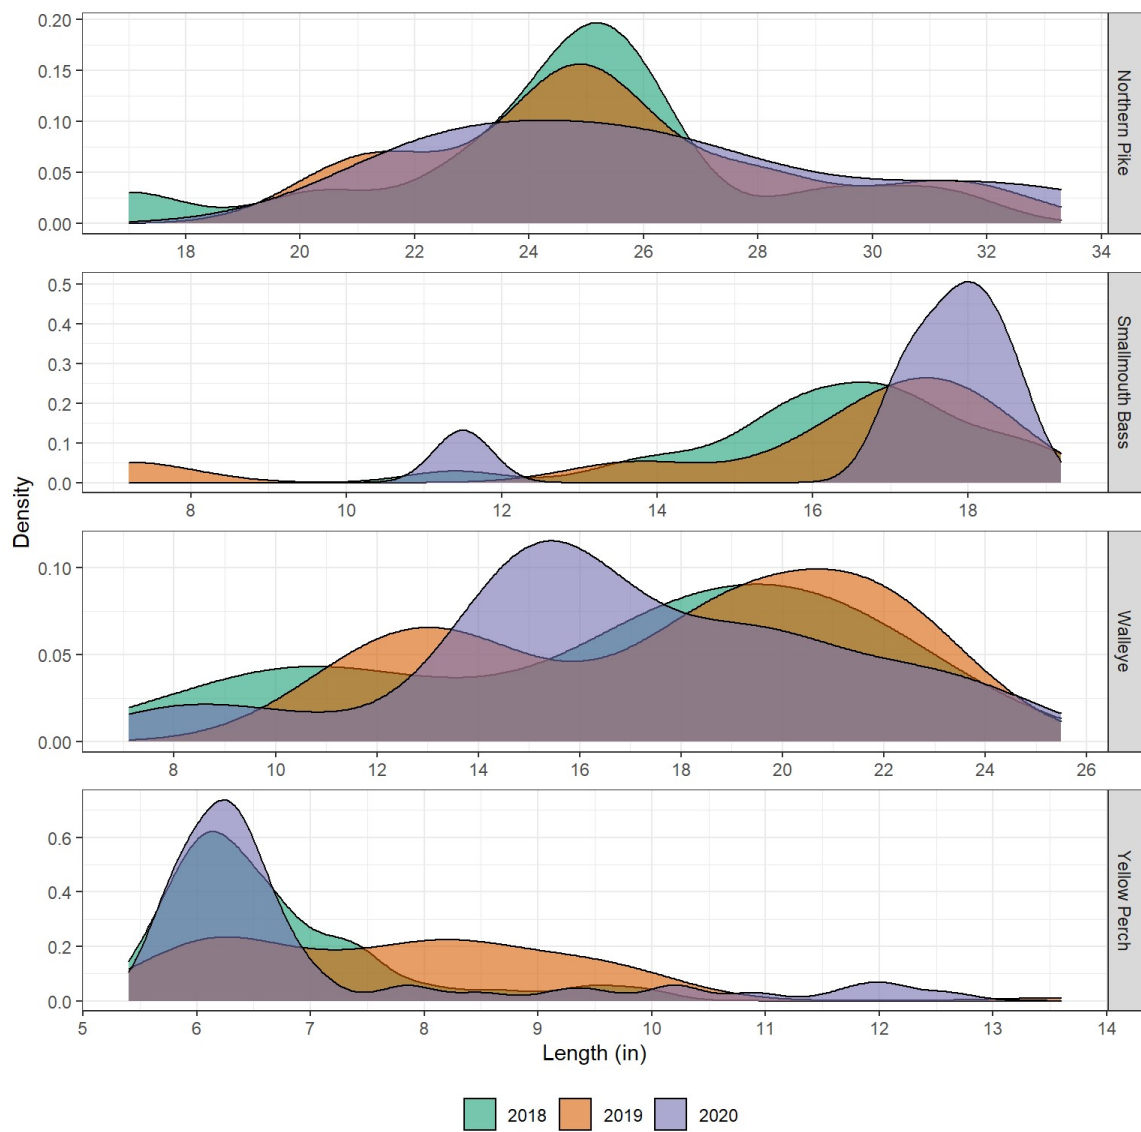 0.20
0.15
0.10
0.05
0.00
18 20 22 24 26 28 30 32 34
Northern Pike
0.5
0.4
0.3
0.2
0.1
0.0
8 10 12 14 16 18
Smallmouth Bass
Density
0.10
0.05
0.00
8 10 12 14 16 18 20 22 24 26
Walleye
0.6
0.4
0.2
0.0
5 6 7 8 9 10 11 12 13 14
Yellow Perch
Length (in)
2018 2019 2020